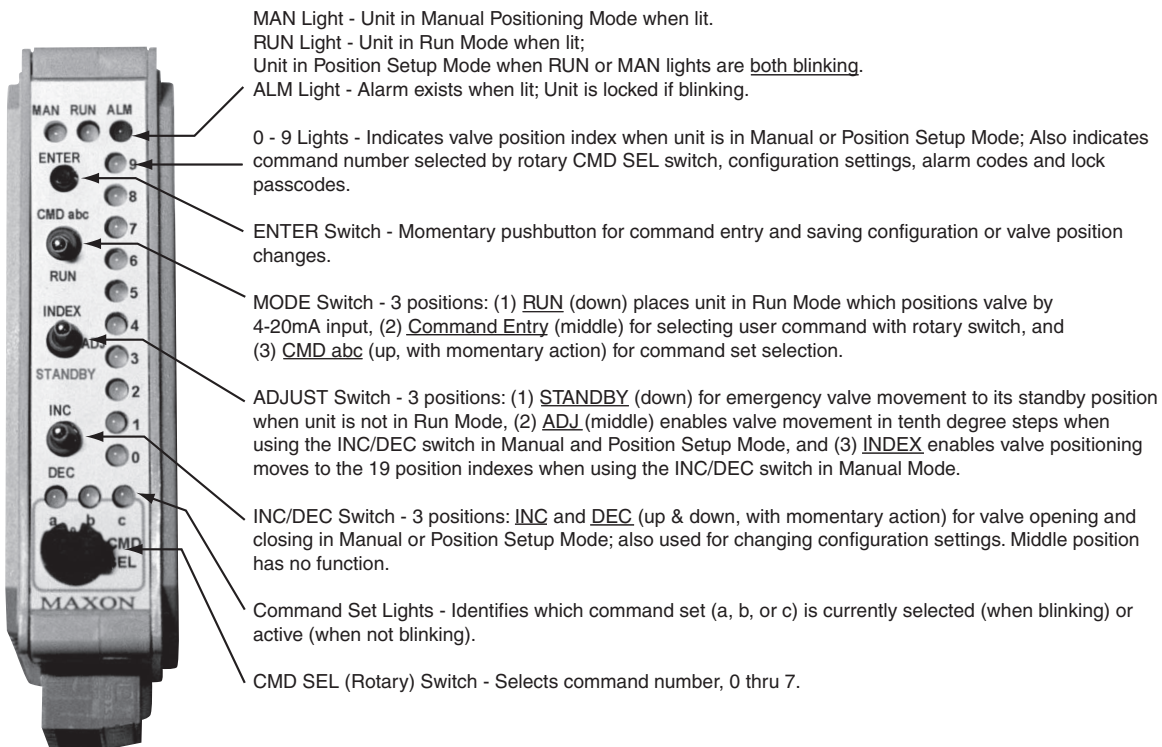 MAN Light - Unit in Manual Positioning Mode when lit.
RUN Light - Unit in Run Mode when lit;
Unit in Position Setup Mode when RUN or MAN lights are both blinking.
ALM Light - Alarm exists when lit; Unit is locked if blinking.
0 - 9 Lights - Indicates valve position index when unit is in Manual or Position Setup Mode; Also indicates
command number selected by rotary CMD SEL switch, configuration settings, alarm codes and lock
passcodes.
ENTER Switch - Momentary pushbutton for command entry and saving configuration or valve position
changes.
MODE Switch - 3 positions: (1) RUN (down) places unit in Run Mode which positions valve by
4-20mA input, (2) Command Entry (middle) for selecting user command with rotary switch, and
(3) CMD abc (up, with momentary action) for command set selection.
ADJUST Switch - 3 positions: (1) STANDBY (down) for emergency valve movement to its standby position
when unit is not in Run Mode, (2) ADJ (middle) enables valve movement in tenth degree steps when
using the INC/DEC switch in Manual and Position Setup Mode, and (3) INDEX enables valve positioning
moves to the 19 position indexes when using the INC/DEC switch in Manual Mode.
INC/DEC Switch - 3 positions: INC and DEC (up & down, with momentary action) for valve opening and
closing in Manual or Position Setup Mode; also used for changing configuration settings. Middle position
has no function.
Command Set Lights - Identifies which command set (a, b, or c) is currently selected (when blinking) or
active (when not blinking).
CMD SEL (Rotary) Switch - Selects command number, 0 thru 7.
MAN RUN ALM
ENTER
9
8
CMD abc
7
6
RUN
5
INDEX
4
ADJ
3
STANDBY
2
INC
1
0
DEC
a b c
CMD
SEL
MAXON